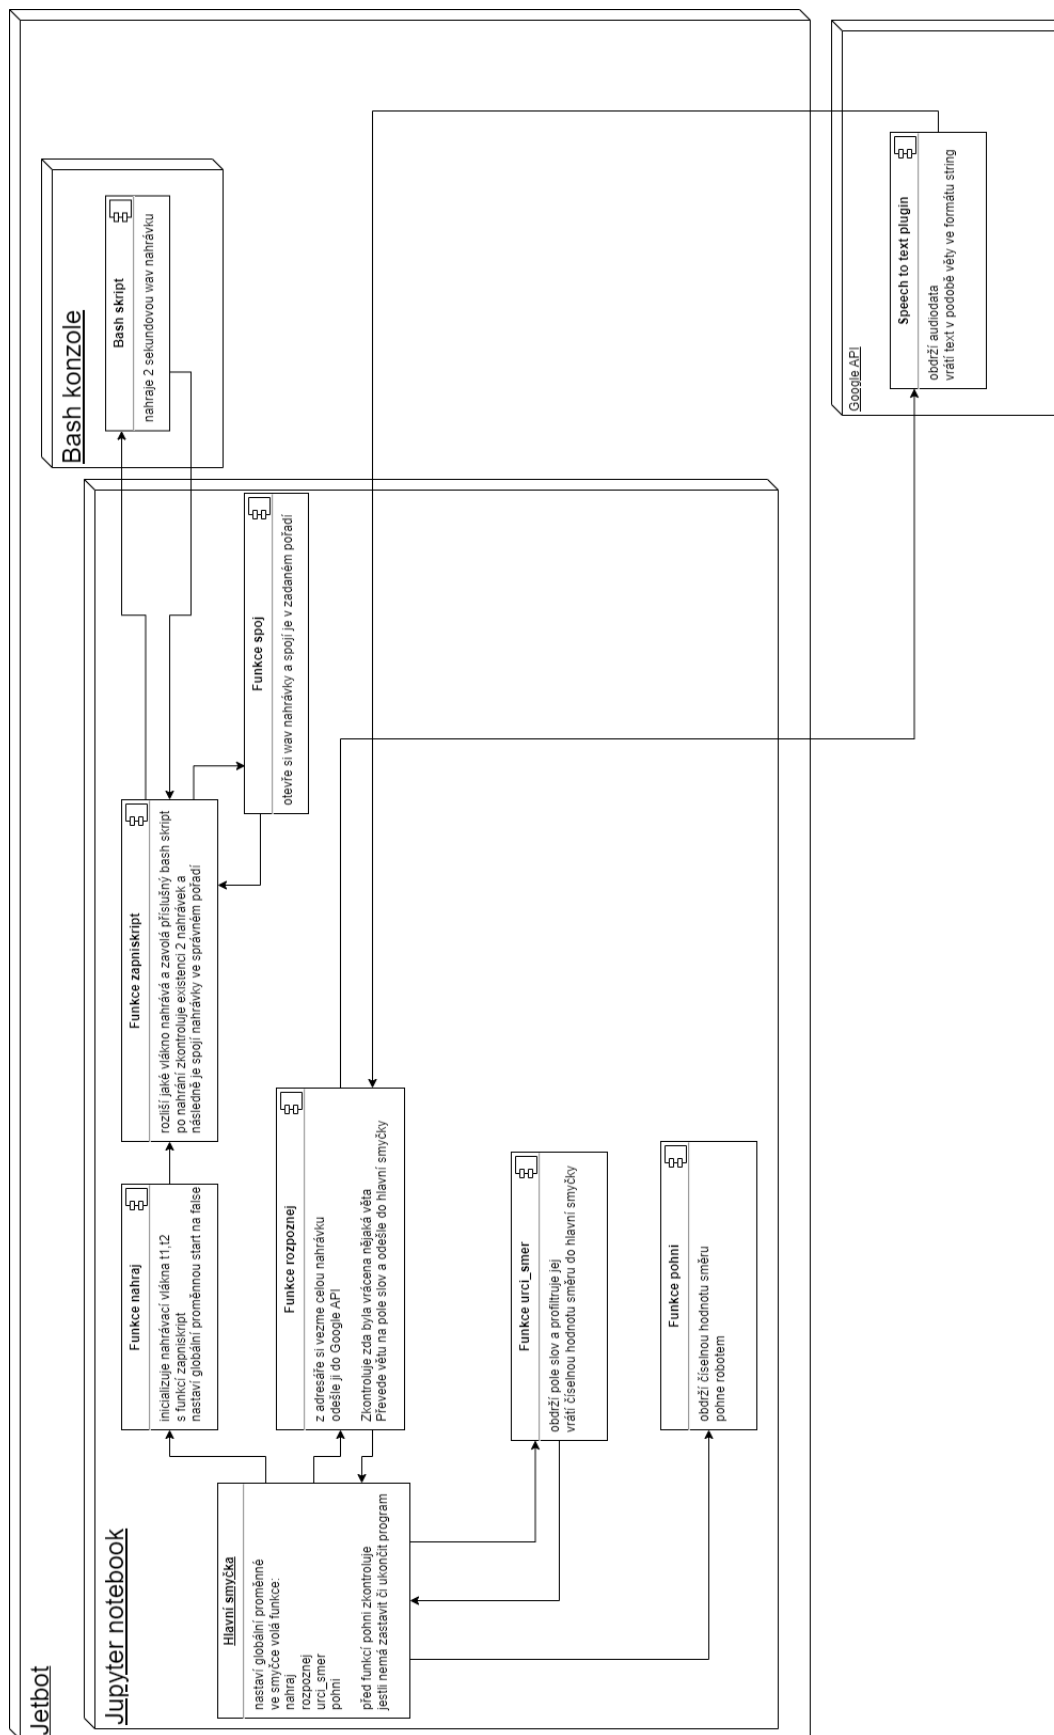 Jetbot
Jupyter notebook
Hlavní smyčka
nastaví globální proměnné
ve smyčce volá funkce:
nahraj
rozpoznej
urci_smer
pohni
před funkcí pohni zkontroluje
jestli nemá zastavit či ukončit program
Funkce nahraj
inicializuje nahrávací vlákna t1,t2
s funkcí zapniskript
nastaví globální proměnnou start na false
Funkce zapniskript
rozliší jaké vlákno nahrává a zavolá příslušný bash skript
po nahrání zkontroluje existenci 2 nahrávek a
následně je spojí nahrávky ve správném pořadí
Funkce spoj
otevře si wav nahrávky a spojí je v zadaném pořadí
Funkce rozpoznej
z adresáře si vezme celou nahrávku
odešle ji do Google API
Zkontroluje zda byla vrácena nějaká věta
Převede větu na pole slov a odešle do hlavní smyčky
Funkce urci_smer
obdrží pole slov a profiltruje jej
vrátí číselnou hodnotu směru do hlavní smyčky
Funkce pohni
obdrží číselnou hodnotu směru
pohne robotem
Bash konzole
Bash skript
nahraje 2 sekundovou wav nahrávku
Google API
Speech to text plugin
obdrží audiodata
vrátí text v podobě věty ve formátu string